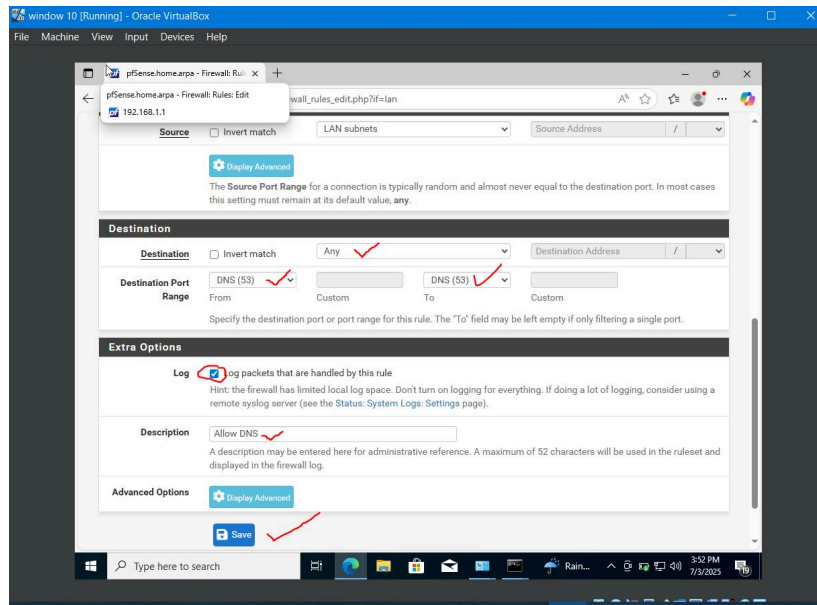 window 10 [Running] - Oracle VirtualBox
File Machine View Input Devices Help
pfSense.home.arpa - Firewall: Rul
pfSense.home.arpa - Firewall: Rules: Edit
192.168.1.1
wall_rules_edit.php?if=lan
Source Invert match LAN subnets Source Address /
Display Advanced
The Source Port Range for a connection is typically random and almost never equal to the destination port. In most cases
this setting must remain at its default value, any.
Destination
Destination Invert match Any Destination Address /
Destination Port Range DNS (53) DNS (53)
From Custom To Custom
Specify the destination port or port range for this rule. The "To" field may be left empty if only filtering a single port.
Extra Options
Log Log packets that are handled by this rule
Hint: the firewall has limited local log space. Don't turn on logging for everything. If doing a lot of logging, consider using a
remote syslog server (see the Status: System Logs: Settings page).
Description Allow DNS
A description may be entered here for administrative reference. A maximum of 52 characters will be used in the ruleset and
displayed in the firewall log.
Advanced Options Display Advanced
Save
Type here to search Rain... 3:52 PM
7/3/2025
19